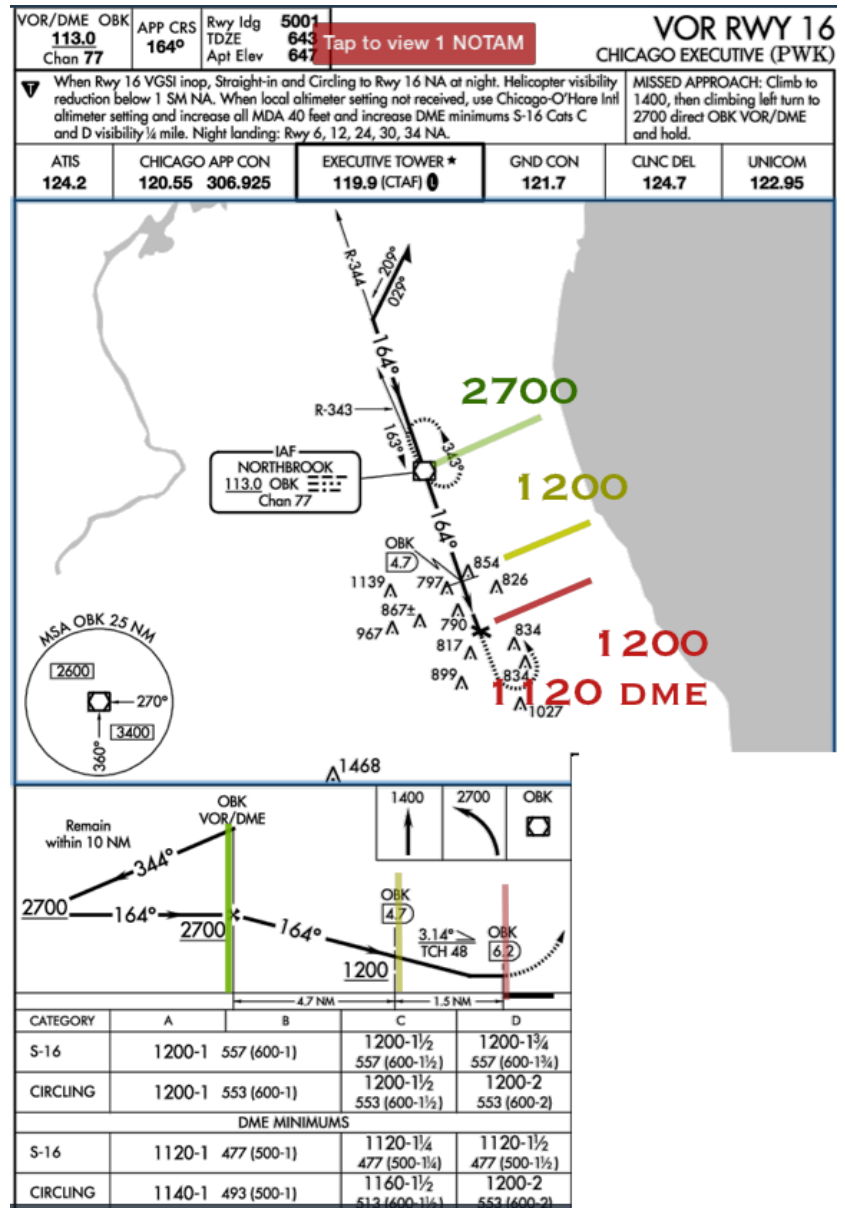 VOR/DME OBK
113.0
Chan 77
APP CRS
164°
Rwy Idg 5001
TDZE 643
Apt Elev 647
Tap to view 1 NOTAM
VOR RWY 16
CHICAGO EXECUTIVE (PWK)
T
When Rwy 16 VGSI inop, Straight-in and Circling to Rwy 16 NA at night. Helicopter visibility
reduction below 1 SM NA. When local altimeter setting not received, use Chicago-O'Hare Intl
altimeter setting and increase all MDA 40 feet and increase DME minimums S-16 Cats C
and D visibility ¼ mile. Night landing: Rwy 6, 12, 24, 30, 34 NA.
MISSED APPROACH: Climb to
1400, then climbing left turn to
2700 direct OBK VOR/DME
and hold.
ATIS
124.2
CHICAGO APP CON
120.55 306.925
EXECUTIVE TOWER ★
119.9 (CTAF) L
GND CON
121.7
CLNC DEL
124.7
UNICOM
122.95
R-344
209°
029°
164°
2700
R-343
163°
343°
IAF
NORTHBROOK
113.0 OBK
Chan 77
1200
164°
OBK
4.7
854
1139
797
826
867±
790
967
834
817
1200
899
834
1120 DME
1027
MSA OBK 25 NM
2600
270°
3400
360°
1468
OBK
VOR/DME
1400
2700
OBK
Remain
within 10 NM
344°
2700
164°
2700
164°
OBK
4.7
3.14°
TCH 48
OBK
6.2
1200
4.7 NM
1.5 NM
CATEGORY A B C D
S-16 1200-1 557 (600-1) 1200-1½ 557 (600-1½) 1200-1¾ 557 (600-1¾)
CIRCLING 1200-1 553 (600-1) 1200-1½ 553 (600-1½) 1200-2 553 (600-2)
DME MINIMUMS
S-16 1120-1 477 (500-1) 1120-1¼ 477 (500-1¼) 1120-1½ 477 (500-1½)
CIRCLING 1140-1 493 (500-1) 1160-1½ 513 (600-1½) 1200-2 553 (600-2)